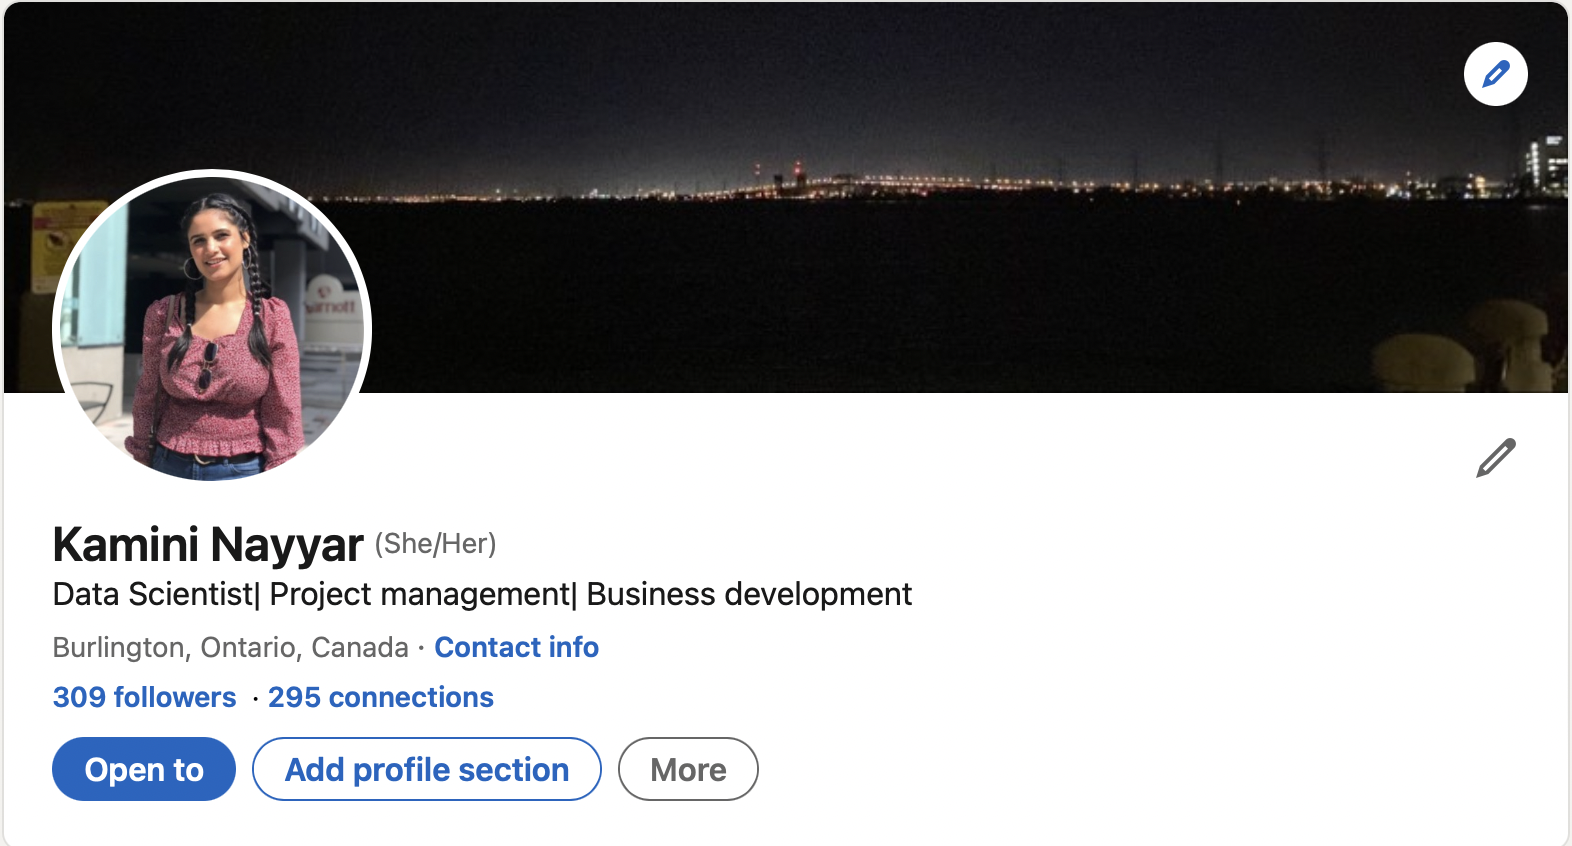 Kamini Nayyar (She/Her)
Data Scientist| Project management| Business development
Burlington, Ontario, Canada · Contact info
309 followers · 295 connections
Open to
Add profile section
More